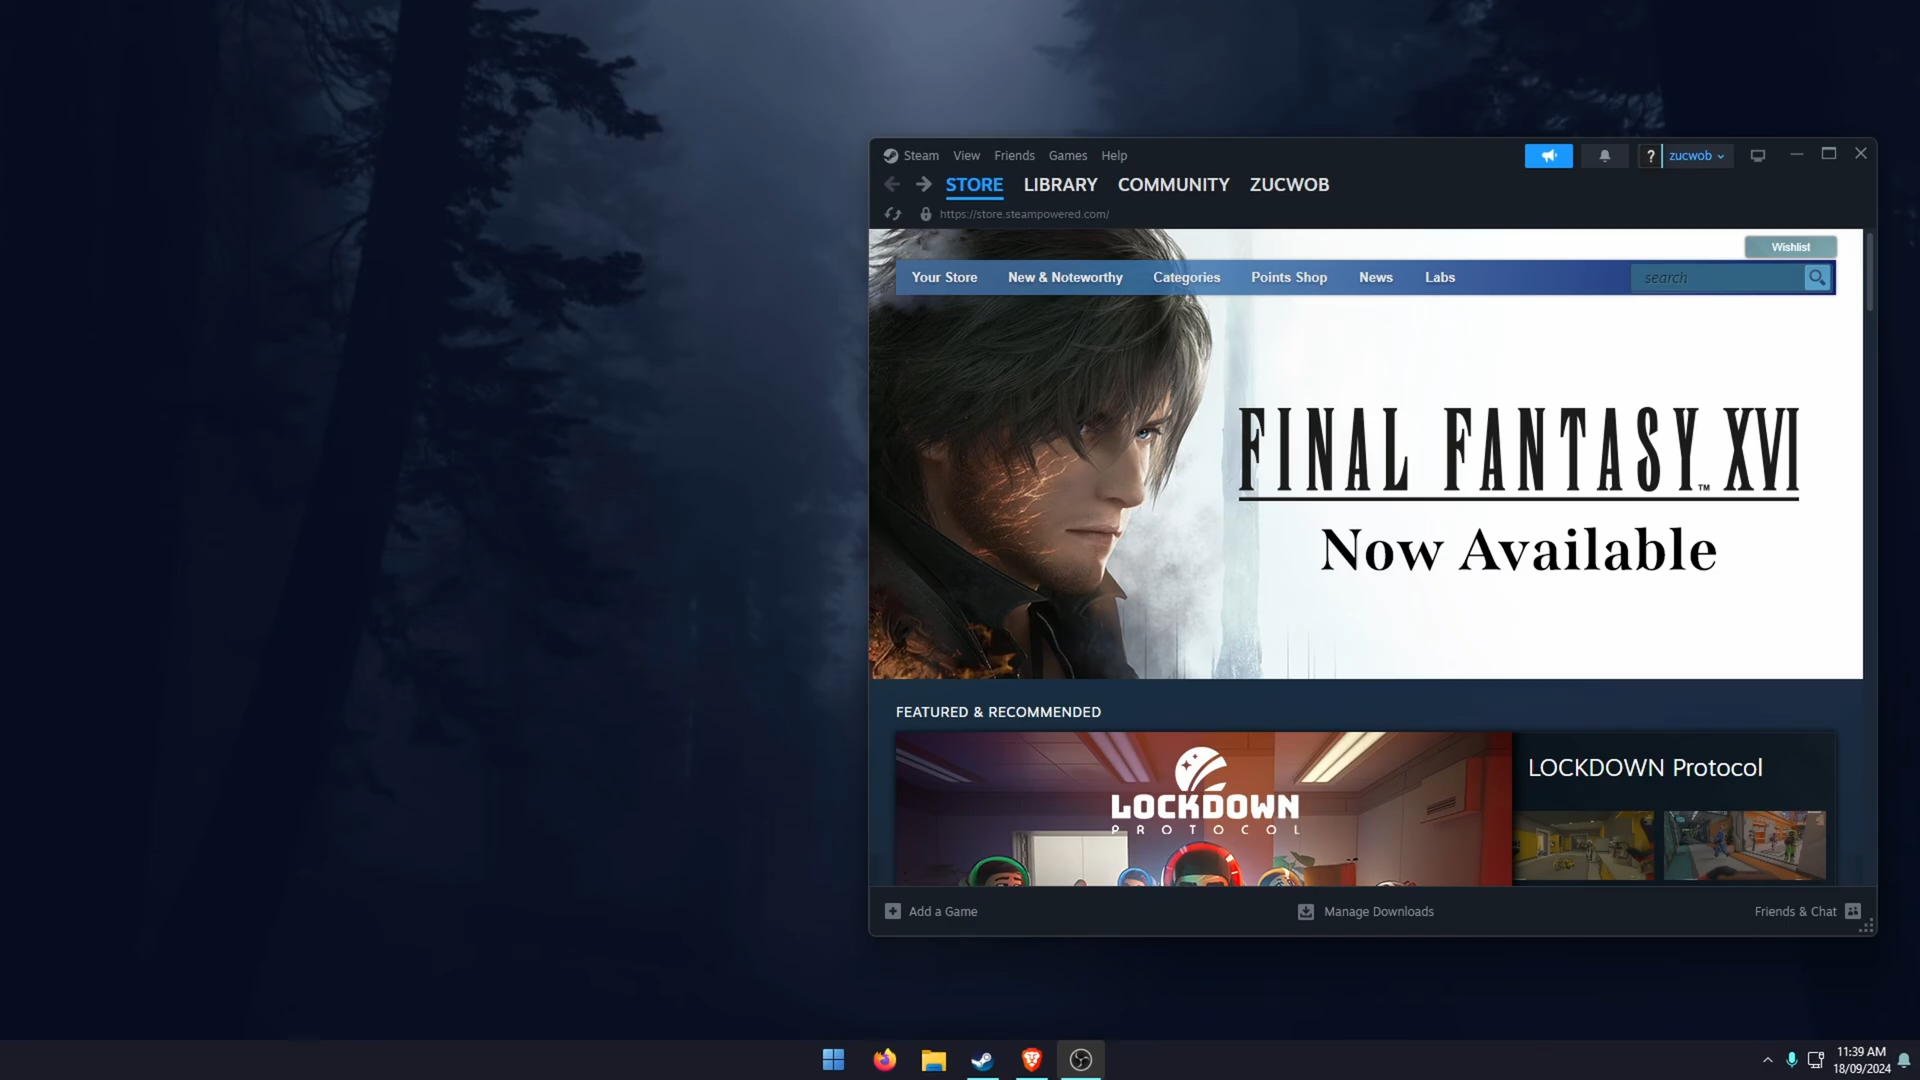 Steam View Friends Games Help
? zucwob
STORE LIBRARY COMMUNITY ZUCWOB
https://store.steampowered.com/
Wishlist
Your Store New & Noteworthy Categories Points Shop News Labs
search
FINAL FANTASY™ XVI
Now Available
FEATURED & RECOMMENDED
LOCKDOWN
PROTOCOL
LOCKDOWN Protocol
Add a Game
Manage Downloads
Friends & Chat
11:39 AM
18/09/2024